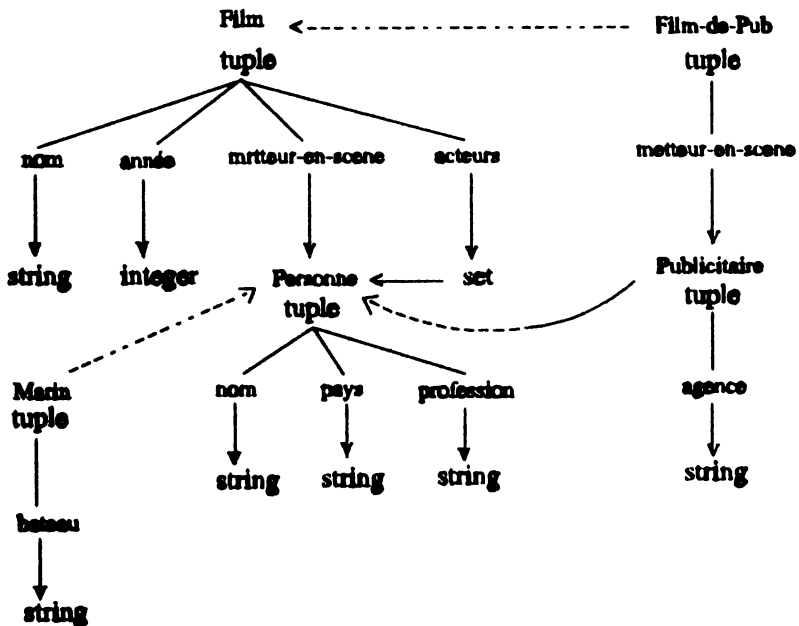 Film
Film-de-Pub
tuple
tuple
nom
année
mrtteur-en-scene
acteurs
metteur-en-scene
string
integer
Personne
set
Publicitaire
tuple
tuple
Marin
tuple
nom
pays
profession
agence
string
string
string
string
bateau
string